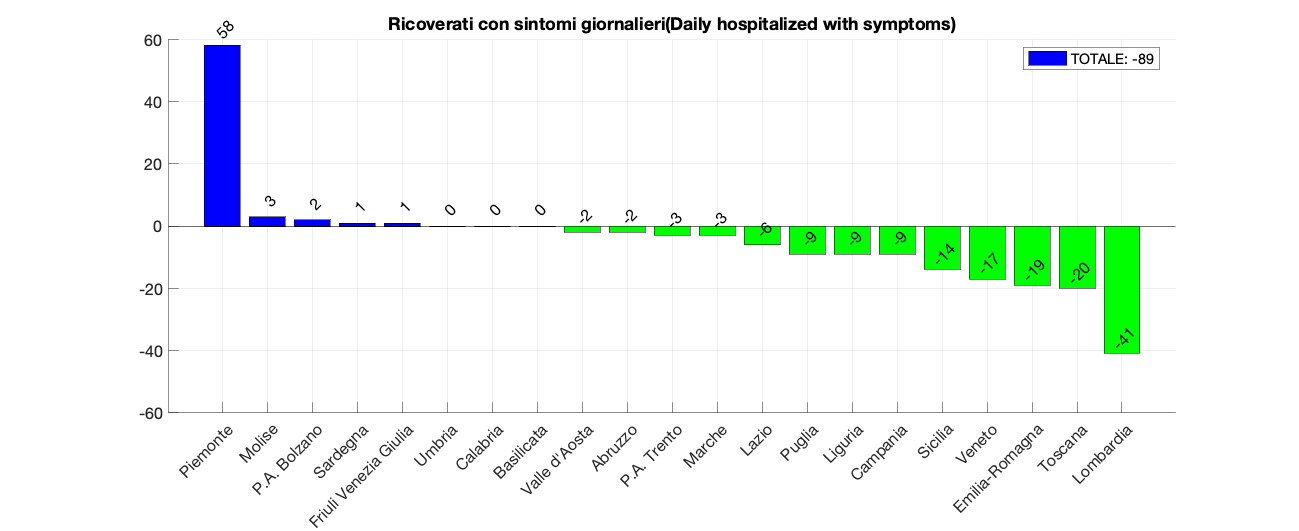 Ricoverati con sintomi giornalieri(Daily hospitalized with symptoms)
TOTALE: -89
60
40
20
0
-20
-40
-60
58
3
2
1
1
0
0
0
-2
-2
-3
-3
-6
-9
-9
-9
-14
-17
-19
-20
-41
Piemonte
Molise
P.A. Bolzano
Sardegna
Friuli Venezia Giulia
Umbria
Calabria
Basilicata
Valle d'Aosta
Abruzzo
P.A. Trento
Marche
Lazio
Puglia
Liguria
Campania
Sicilia
Veneto
Emilia-Romagna
Toscana
Lombardia